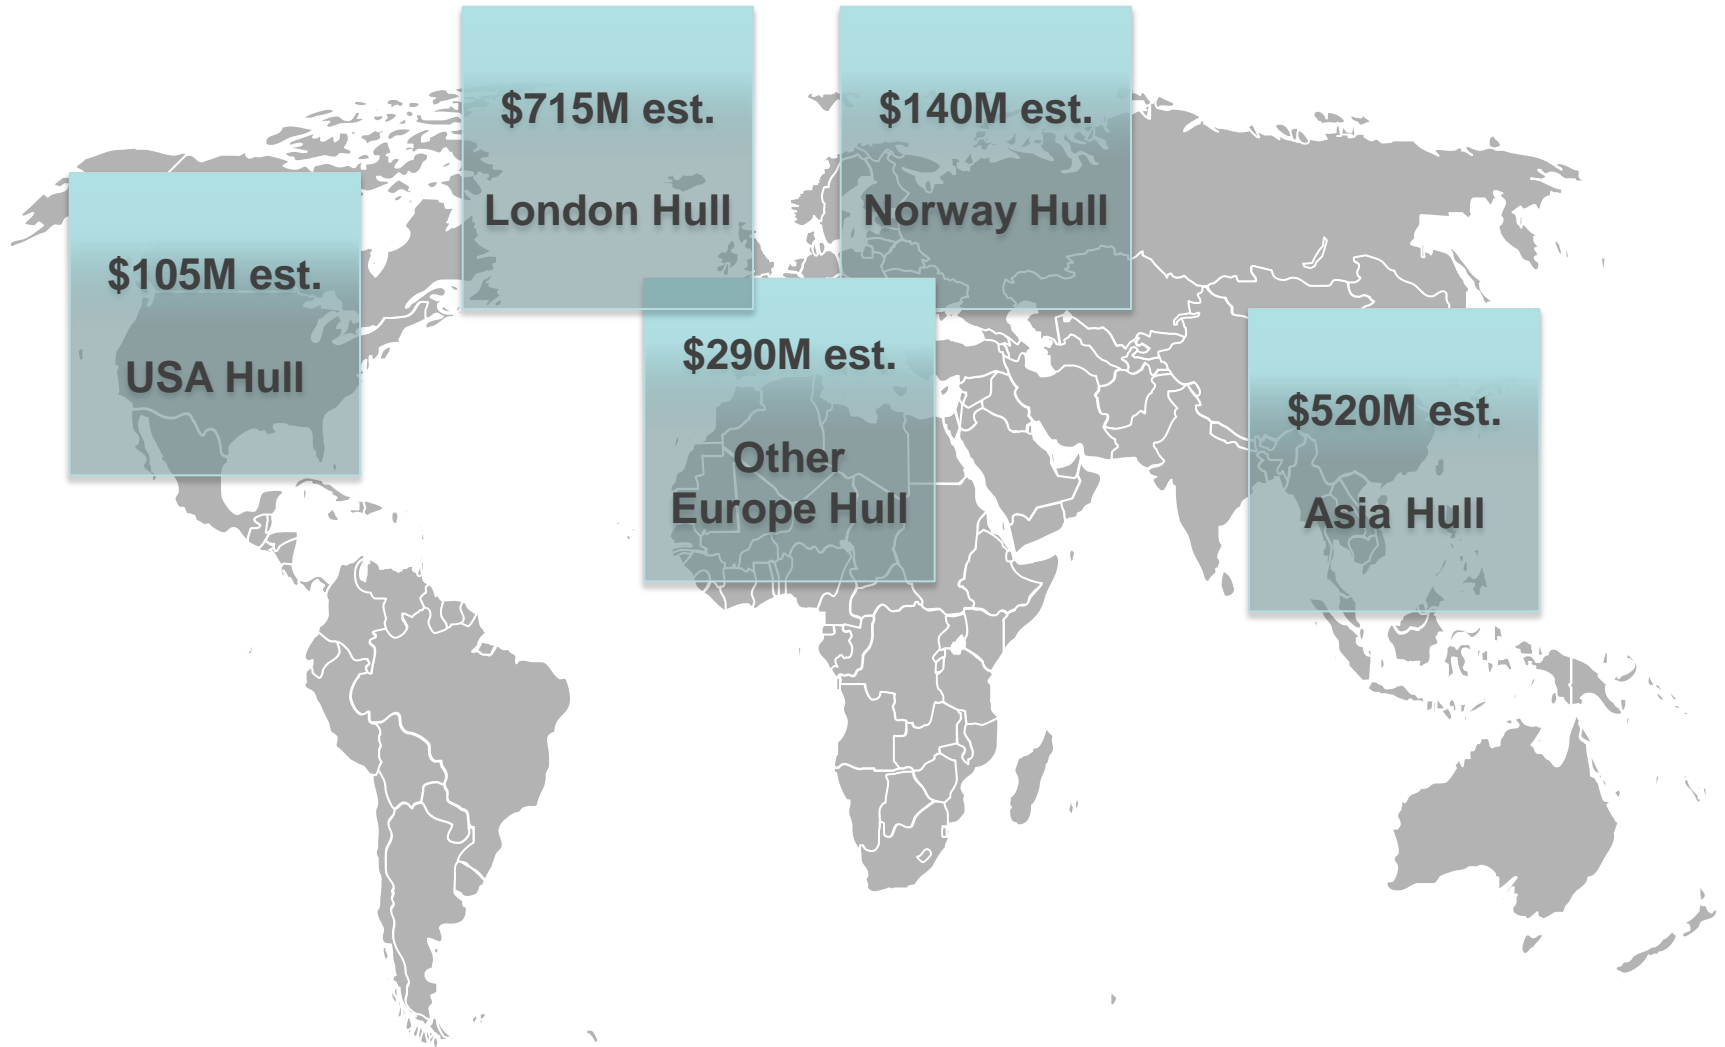 $715M est.
London Hull
$140M est.
Norway Hull
$105M est.
USA Hull
$290M est.
Other
Europe Hull
$520M est.
Asia Hull